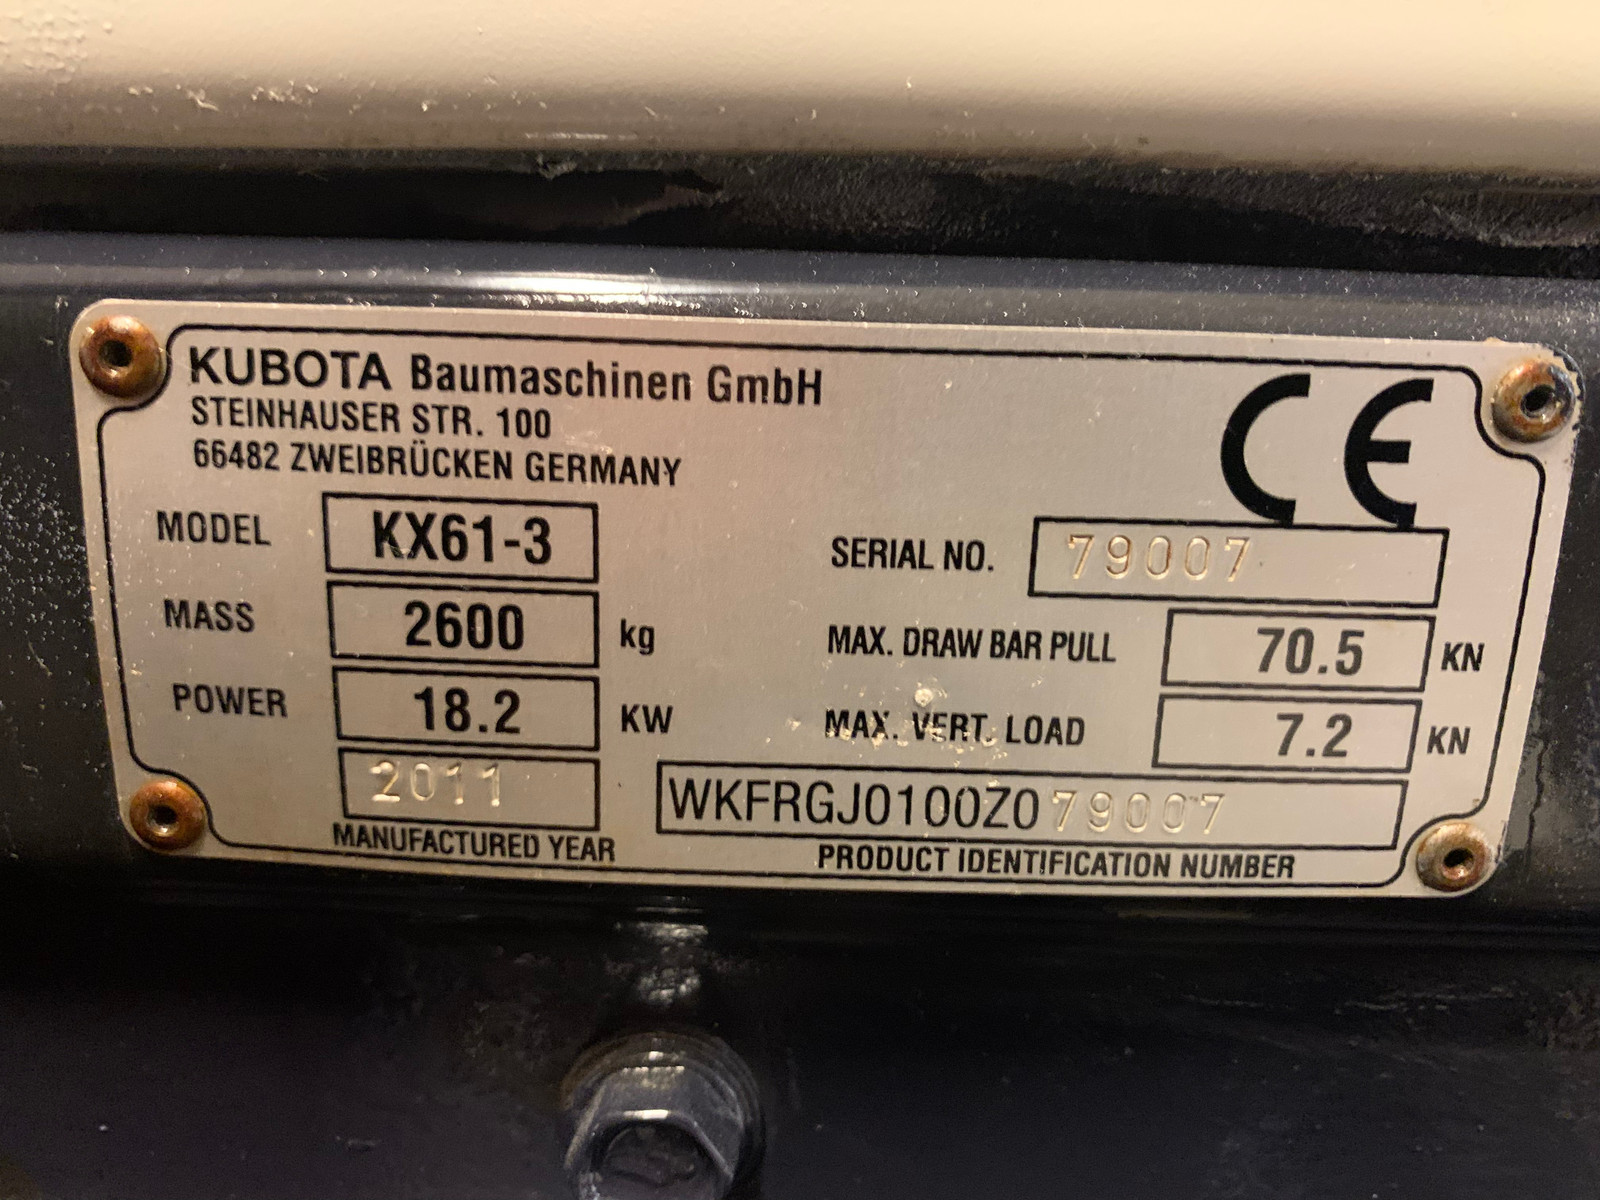 KUBOTA Baumaschinen GmbH
STEINHAUSER STR. 100
66482 ZWEIBRÜCKEN GERMANY
CE
MODEL KX61-3
SERIAL NO. 79007
MASS 2600 kg
MAX. DRAW BAR PULL 70.5 KN
POWER 18.2 KW
MAX. VERT. LOAD 7.2 KN
2011
MANUFACTURED YEAR
WKFRGJ0100Z079007
PRODUCT IDENTIFICATION NUMBER